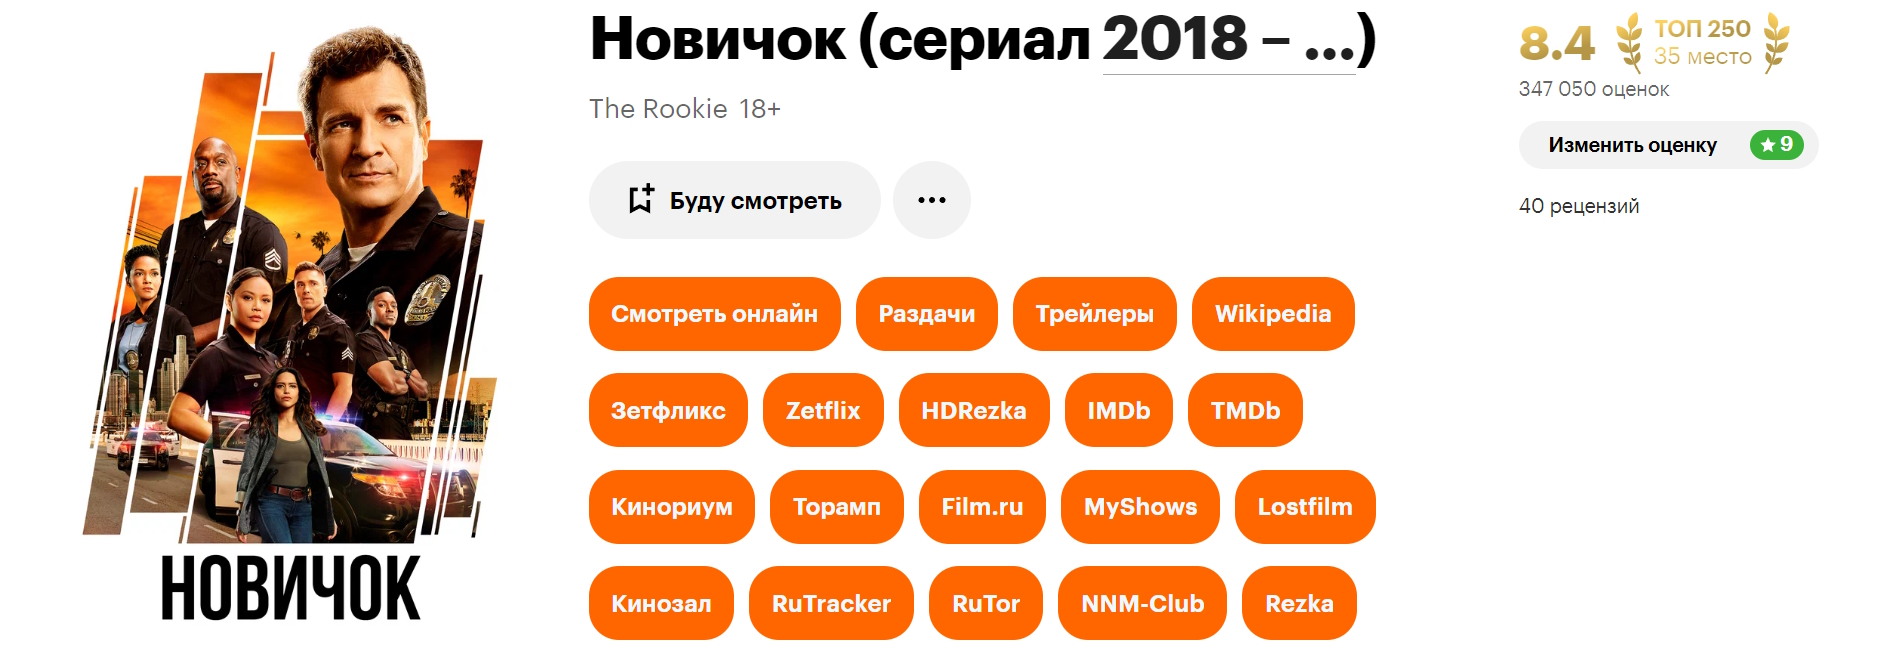 НОВИЧОК
Новичок (сериал 2018 – ...)
The Rookie 18+
Буду смотреть
Смотреть онлайн
Раздачи
Трейлеры
Wikipedia
Зетфликс
Zetflix
HDRezka
IMDb
TMDb
Кинориум
Торамп
Film.ru
MyShows
Lostfilm
Кинозал
RuTracker
RuTor
NNM-Club
Rezka
8.4
ТОП 250
35 место
347 050 оценок
Изменить оценку
9
40 рецензий